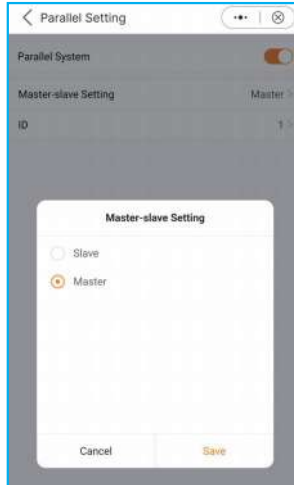 Parallel Setting
Parallel System
Master-slave Setting
Master
ID
1
Master-slave Setting
Slave
Master
Cancel
Save